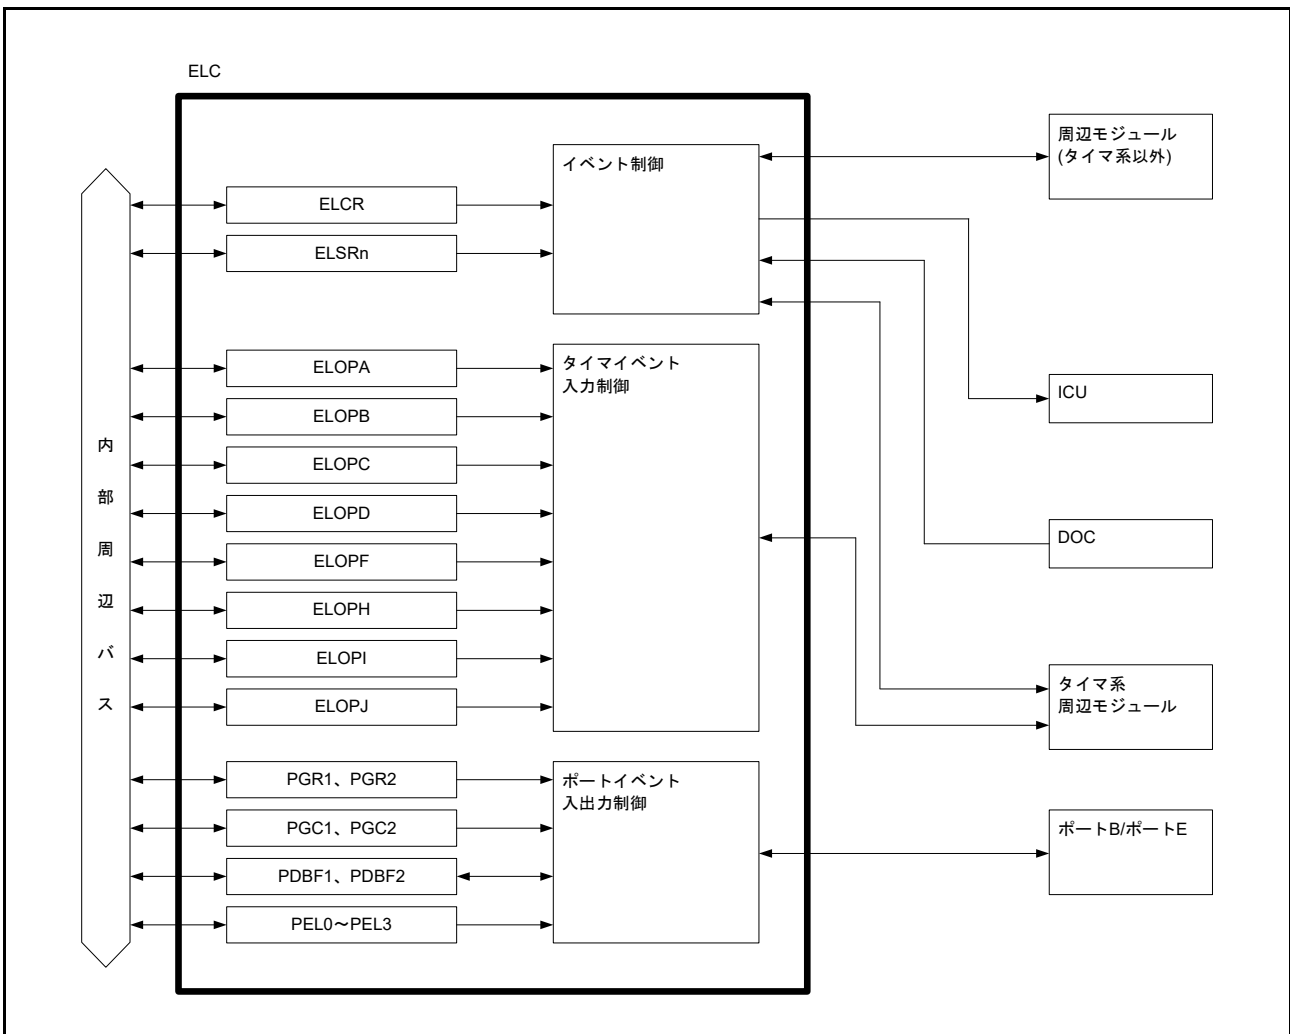 ELC
内部周辺バス
ELCR
ELSRn
ELOPA
ELOPB
ELOPC
ELOPD
ELOPF
ELOPH
ELOPI
ELOPJ
PGR1、PGR2
PGC1、PGC2
PDBF1、PDBF2
PEL0～PEL3
イベント制御
タイマイベント
入力制御
ポートイベント
入出力制御
周辺モジュール
(タイマ系以外)
ICU
DOC
タイマ系
周辺モジュール
ポートB/ポートE